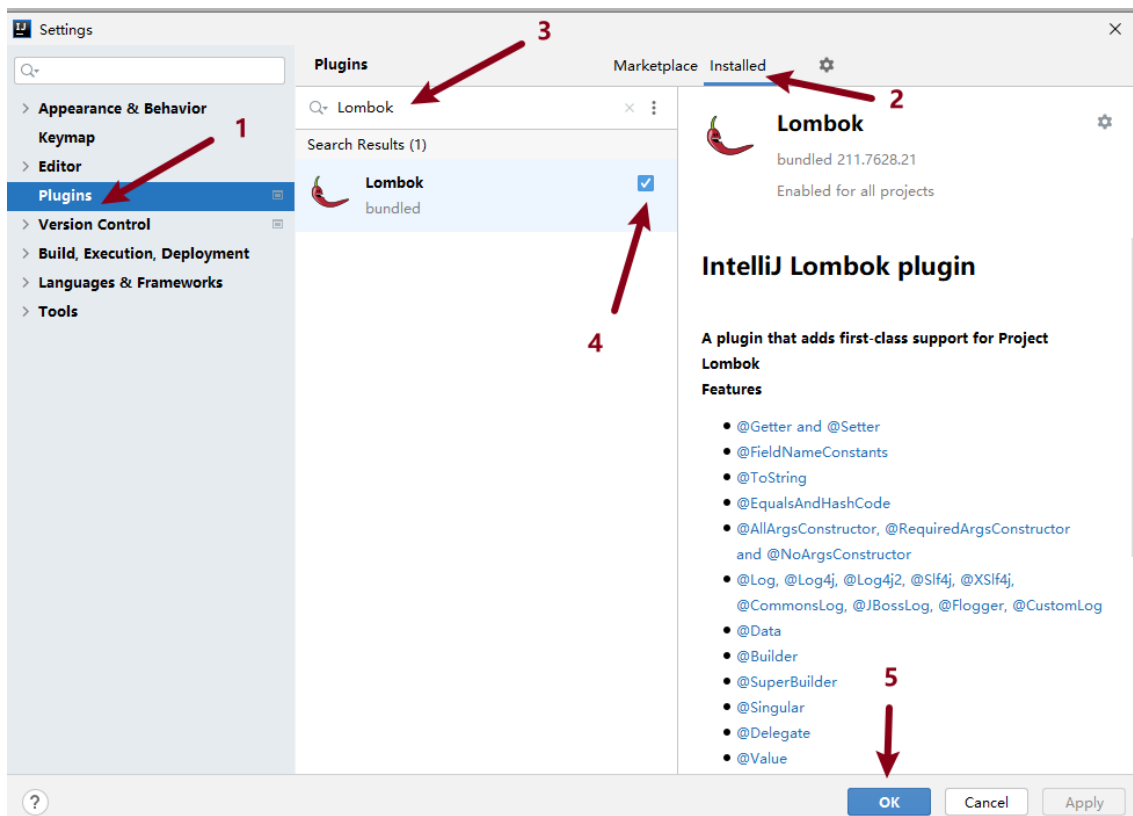 Settings
3
Plugins
Marketplace
Installed
2
Appearance & Behavior
Keymap
1
Editor
Plugins
Version Control
Build, Execution, Deployment
Languages & Frameworks
Tools
Lombok
Search Results (1)
Lombok
bundled
4
Lombok
bundled 211.7628.21
Enabled for all projects
IntelliJ Lombok plugin
A plugin that adds first-class support for Project
Lombok
Features
@Getter and @Setter
@FieldNameConstants
@ToString
@EqualsAndHashCode
@AllArgsConstructor, @RequiredArgsConstructor
and @NoArgsConstructor
@Log, @Log4j, @Log4j2, @Slf4j, @XSlf4j,
@CommonsLog, @JBossLog, @Flogger, @CustomLog
@Data
@Builder
@SuperBuilder
5
@Singular
@Delegate
@Value
?
OK
Cancel
Apply